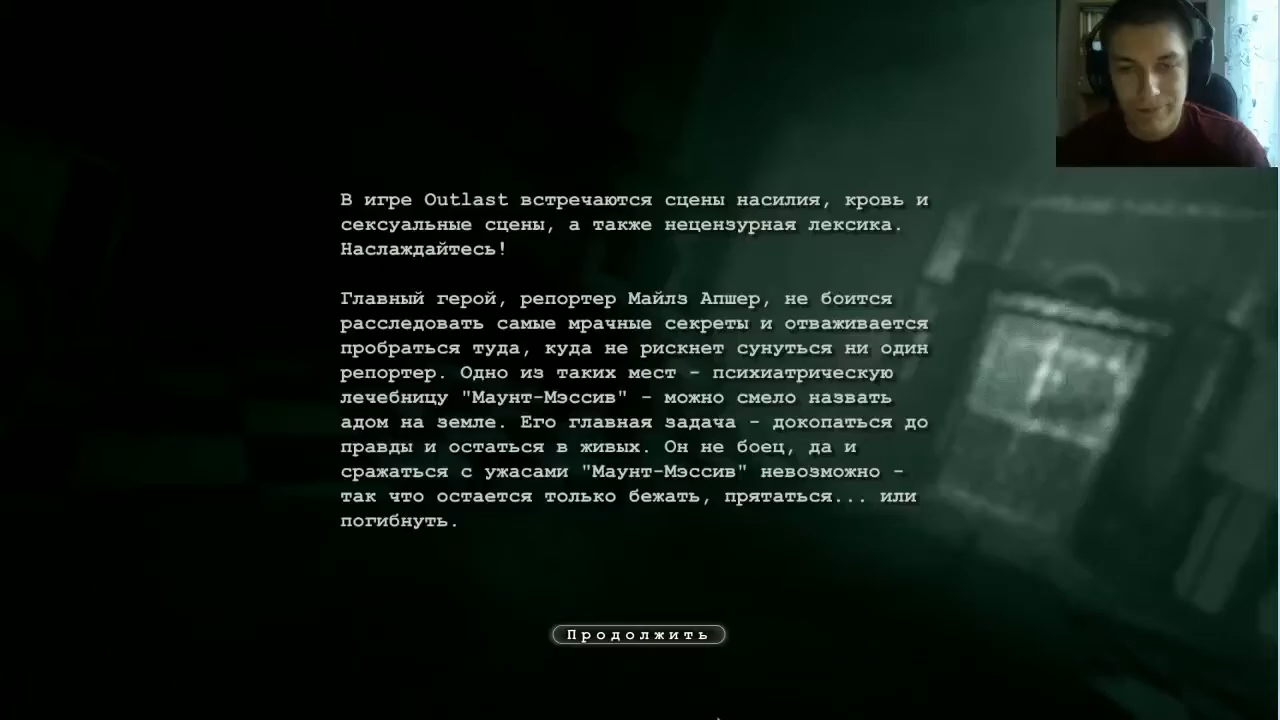 В игре Outlast встречаются сцены насилия, кровь и
сексуальные сцены, а также нецензурная лексика.
Наслаждайтесь!
Главный герой, репортер Майлз Апшер, не боится
расследовать самые мрачные секреты и отваживается
пробраться туда, куда не рискнет сунуться ни один
репортер. Одно из таких мест - психиатрическую
лечебницу "Маунт-Мэссив" - можно смело назвать
адом на земле. Его главная задача - докопаться до
правды и остаться в живых. Он не боец, да и
сражаться с ужасами "Маунт-Мэссив" невозможно -
так что остается только бежать, прятаться... или
погибнуть.
Продолжить